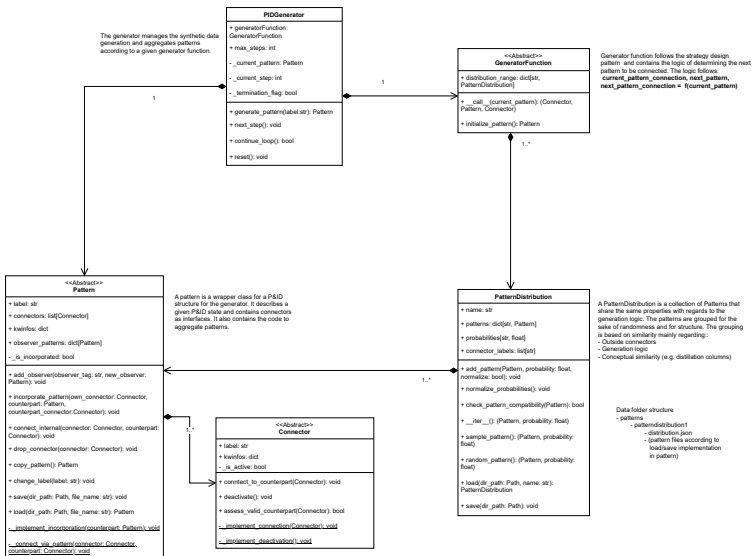 PIDGenerator
+ generatorFunction:
GeneratorFunction
+ max_steps: int
- _current_pattern: Pattern
- _current_step: int
- _termination_flag: bool
+ generate_pattern(label:str): Pattern
+ next_step(): void
+ continue_loop(): bool
+ reset(): void
The generator manages the synthetic data
generation and aggregates patterns
according to a given generator function.
1
1
<<Abstract>>
GeneratorFunction
+ distribution_range: dict[str,
PatternDistribution]
+ __call__(current_pattern): (Connector,
Pattern, Connector)
+ initialize_pattern(): Pattern
Generator function follows the strategy design
pattern and contains the logic of determining the next
pattern to be connected. The logic follows:
current_pattern_connection, next_pattern,
next_pattern_connection = f(current_pattern)
1..*
<<Abstract>>
Pattern
+ label: str
+ connectors: list[Connector]
+ kwinfos: dict
+ observer_patterns: dict[Pattern]
- _is_incorporated: bool
+ add_observer(observer_tag: str, new_observer:
Pattern): void
+ incorporate_pattern(own_connector: Connector,
counterpart: Pattern,
counterpart_connector:Connector): void
+ connect_internal(connector: Connector, counterpart:
Connector): void
+ drop_connector(connector: Connector): void
+ copy_pattern(): Pattern
+ change_label(label: str): void
+ save(dir_path: Path, file_name: str): void
+ load(dir_path: Path, file_name: str): Pattern
- _implement_incorporation(counterpart: Pattern): void
- _connect_via_pattern(connector: Connector,
counterpart: Connector): void
A pattern is a wrapper class for a P&ID
structure for the generator. It describes a
given P&ID state and contains connectors
as interfaces. It also contains the code to
aggregate patterns.
1..*
1..*
<<Abstract>>
Connector
+ label: str
+ kwinfos: dict
- _is_active: bool
+ conntect_to_counterpart(Connector): void
+ deactivate(): void
+ assess_valid_counterpart(Connector): bool
- _implement_connection(Connector): void
- _implement_deactivation(): void
PatternDistribution
+ name: str
+ patterns: dict[str, Pattern]
+ probabilities[str, float]
+ connector_labels: list[str]
+ add_pattern(Pattern, probability: float,
normalize: bool): void
+ normalize_probabilities(): void
+ check_pattern_compatibility(Pattern): bool
+ __iter__(): (Pattern, probability: float)
+ sample_pattern(): (Pattern, probability:
float)
+ random_pattern(): (Pattern, probability:
float)
+ load(dir_path: Path, name: str):
PatternDistribution
+ save(dir_path: Path): void
A PatternDistribution is a collection of Patterns that
share the same properties with regards to the
generation logic. The patterns are grouped for the
sake of randomness and for structure. The grouping
is based on similarity mainly regarding::
- Outside connectors
- Generation logic
- Conceptual similarity (e.g. distillation columns)
Data folder structure
- patterns
- patterndistribution1
- distribution.json
- (pattern files according to
load/save implementation
in pattern)